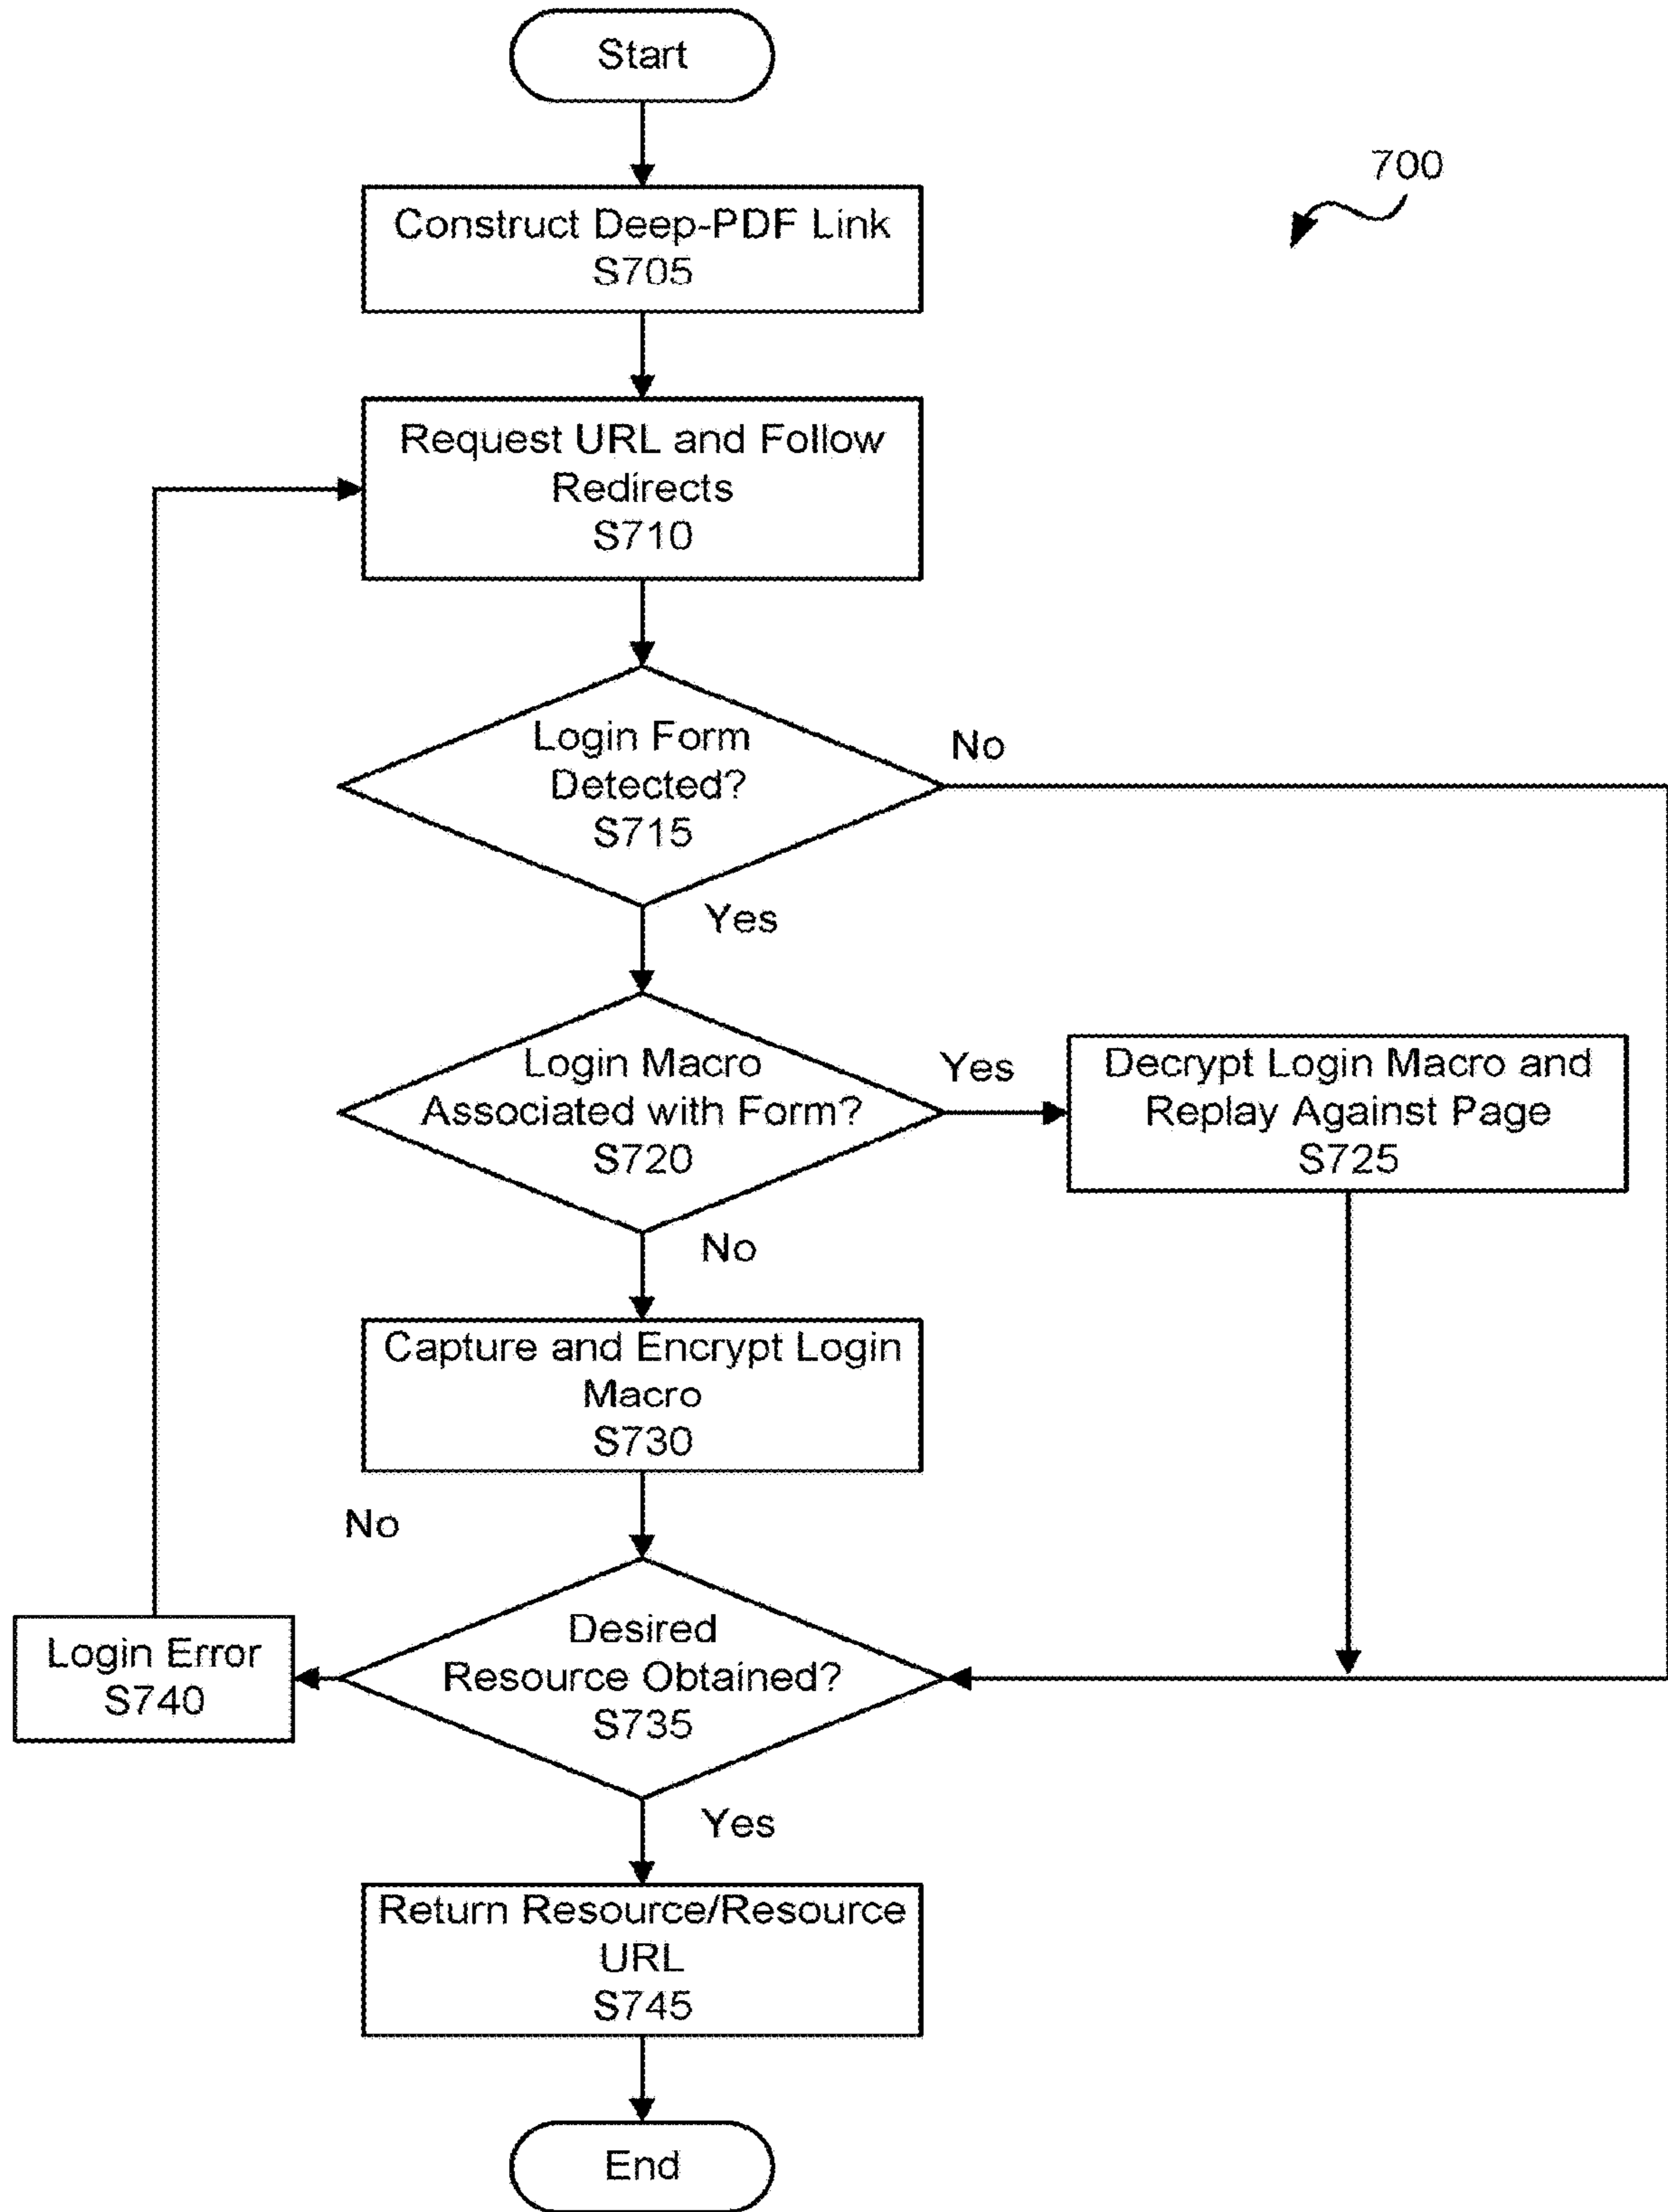 Start
700
Construct Deep-PDF Link
S705
Request URL and Follow
Redirects
S710
Login Form
Detected?
S715
No
Yes
Login Macro
Associated with Form?
S720
Yes
Decrypt Login Macro and
Replay Against Page
S725
No
Capture and Encrypt Login
Macro
S730
No
Desired
Resource Obtained?
S735
Login Error
S740
Yes
Return Resource/Resource
URL
S745
End